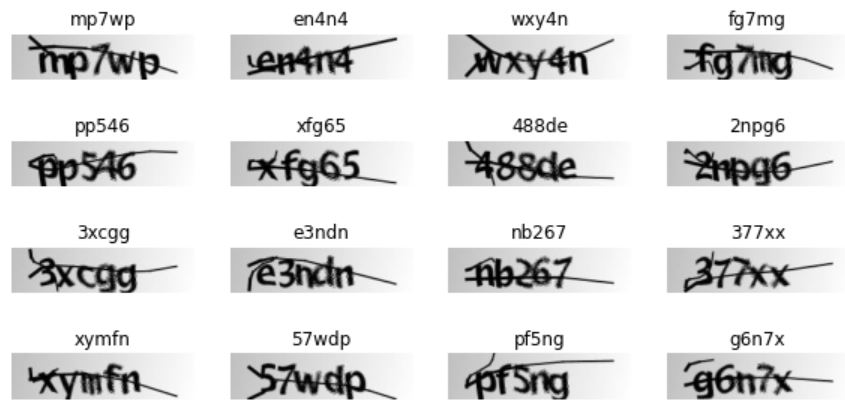 mp7wp en4n4 wxy4n fg7mg
mp7wp en4n4 wxy4n fg7mg
pp546 xfg65 488de 2npg6
pp546 xfg65 488de 2npg6
3xcgg e3ndn nb267 377xx
3xcgg e3ndn nb267 377xx
xymfn 57wdp pf5ng g6n7x
xymfn 57wdp pf5ng g6n7x